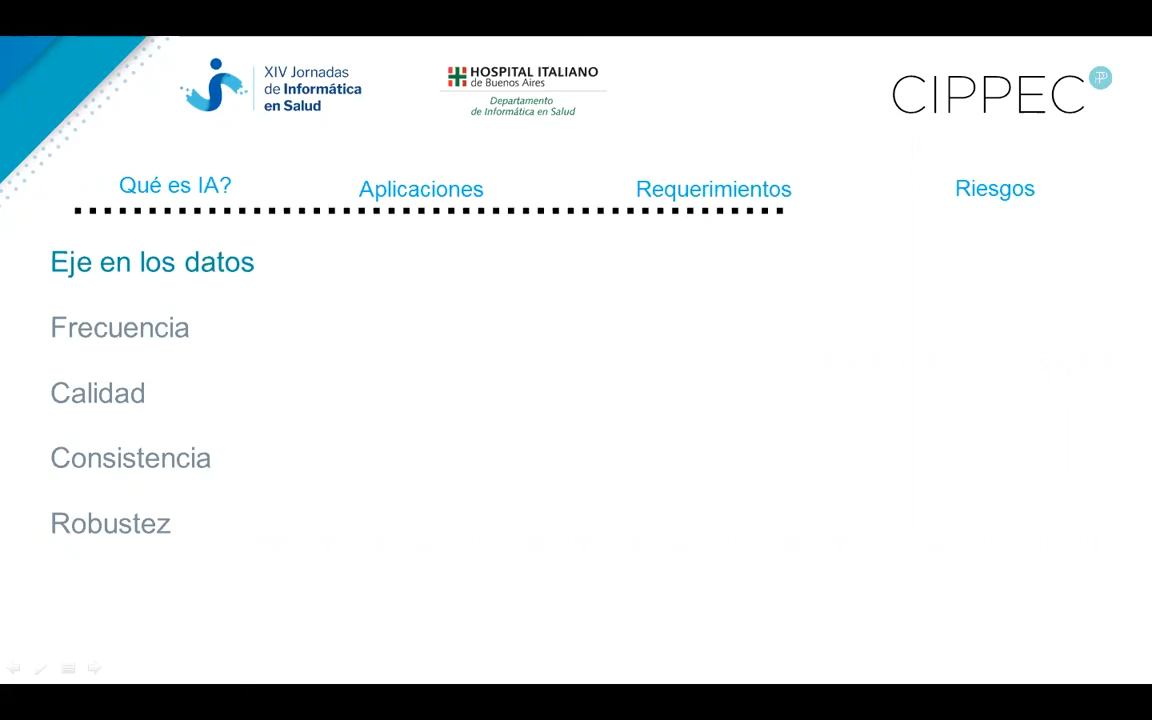 XIV Jornadas
de Informática
en Salud
HOSPITAL ITALIANO
de Buenos Aires
Departamento
de Informática en Salud
CIPPEC
Qué es IA?
Aplicaciones
Requerimientos
Riesgos
Eje en los datos
Frecuencia
Calidad
Consistencia
Robustez